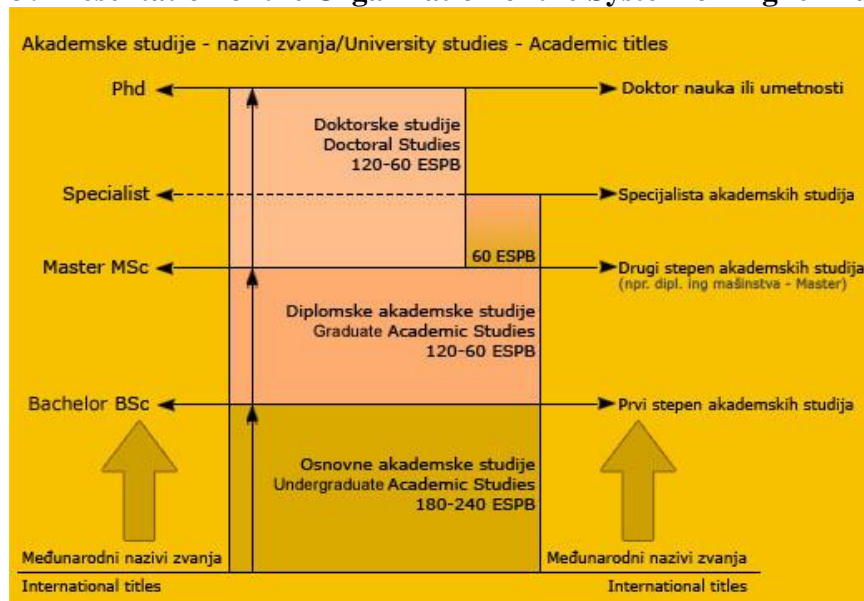 Akademske studije - nazivi zvanja/University studies - Academic titles
Phd
Doktor nauka ili umetnosti
Doktorske studije
Doctoral Studies
120-60 ESPB
Specialist
Specijalista akademskih studija
60 ESPB
Master MSc
Drugi stepen akademskih studija
(npr. dipl. ing mašinstva - Master)
Diplomske akademske studije
Graduate Academic Studies
120-60 ESPB
Bachelor BSc
Prvi stepen akademskih studija
Osnovne akademske studije
Undergraduate Academic Studies
180-240 ESPB
Međunarodni nazivi zvanja
Međunarodni nazivi zvanja
International titles
International titles